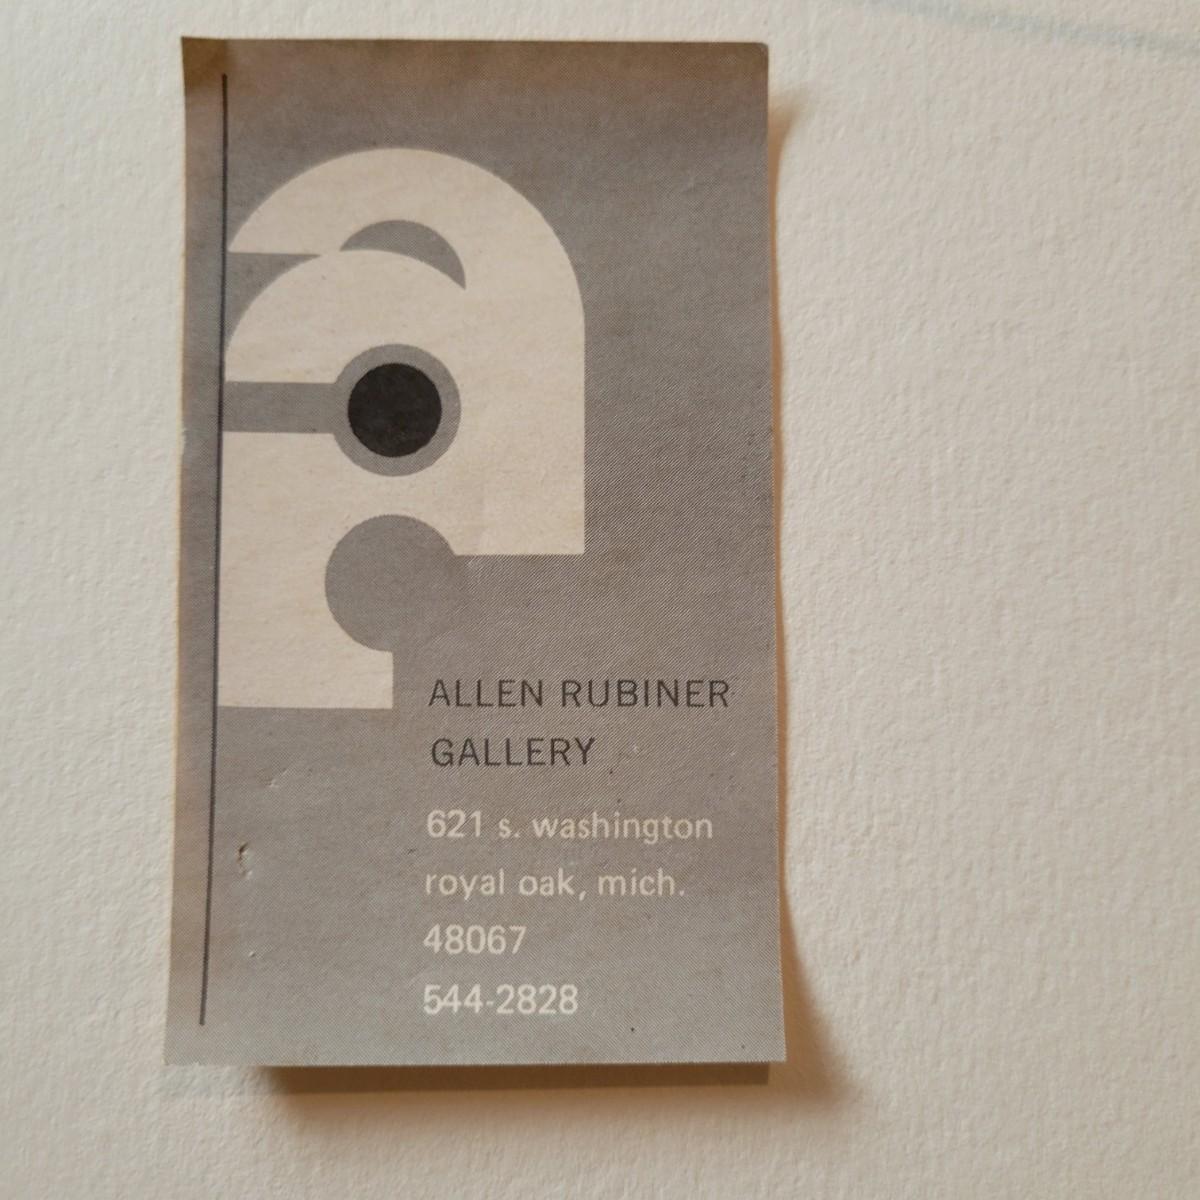 ALLEN RUBINER
GALLERY
621 s. washington
royal oak, mich.
48067
544-2828